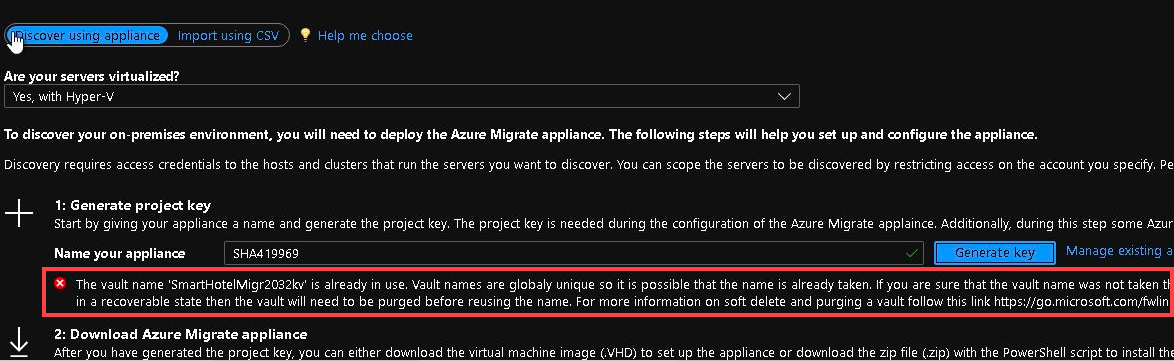 Discover using appliance Import using CSV Help me choose
Are your servers virtualized?
Yes, with Hyper-V
To discover your on-premises environment, you will need to deploy the Azure Migrate appliance. The following steps will help you set up and configure the appliance.
Discovery requires access credentials to the hosts and clusters that run the servers you want to discover. You can scope the servers to be discovered by restricting access on the account you specify. Pe
1: Generate project key
Start by giving your appliance a name and generate the project key. The project key is needed during the configuration of the Azure Migrate applaince. Additionally, during this step some Azur
Name your appliance SHA419969 Generate key Manage existing a
The vault name 'SmartHotelMigr2032kv' is already in use. Vault names are globaly unique so it is possible that the name is already taken. If you are sure that the vault name was not taken th
in a recoverable state then the vault will need to be purged before reusing the name. For more information on soft delete and purging a vault follow this link https://go.microsoft.com/fwlin
2: Download Azure Migrate appliance
After you have generated the project key, you can either download the virtual machine image (.VHD) to set up the appliance or download the zip file (.zip) with the PowerShell script to install the